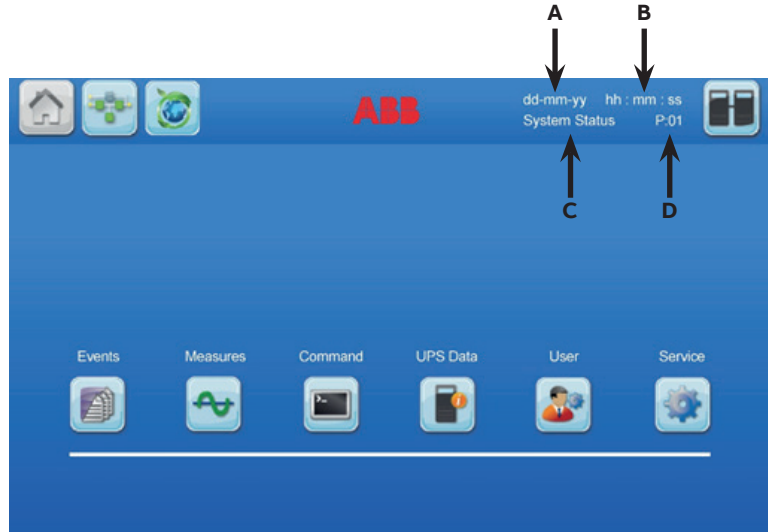 A B
ABB
dd-mm-yy hh : mm : ss
System Status P:01
C D
Events Measures Command UPS Data User Service